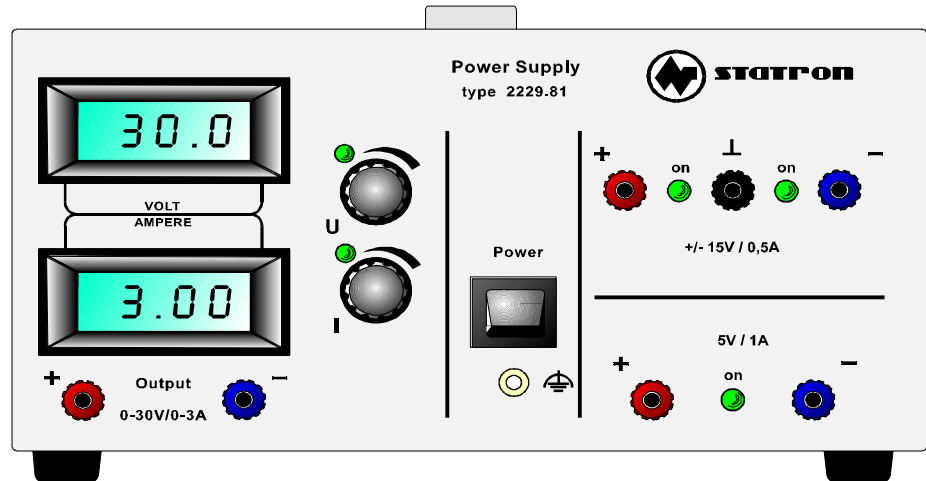 30.0
VOLT
AMPERE
3.00
+ Output -
0-30V/0-3A
U
I
Power Supply
type 2229.81
Power
STATRON
+ on ⊥ on -
+/- 15V / 0,5A
5V / 1A
+ on -